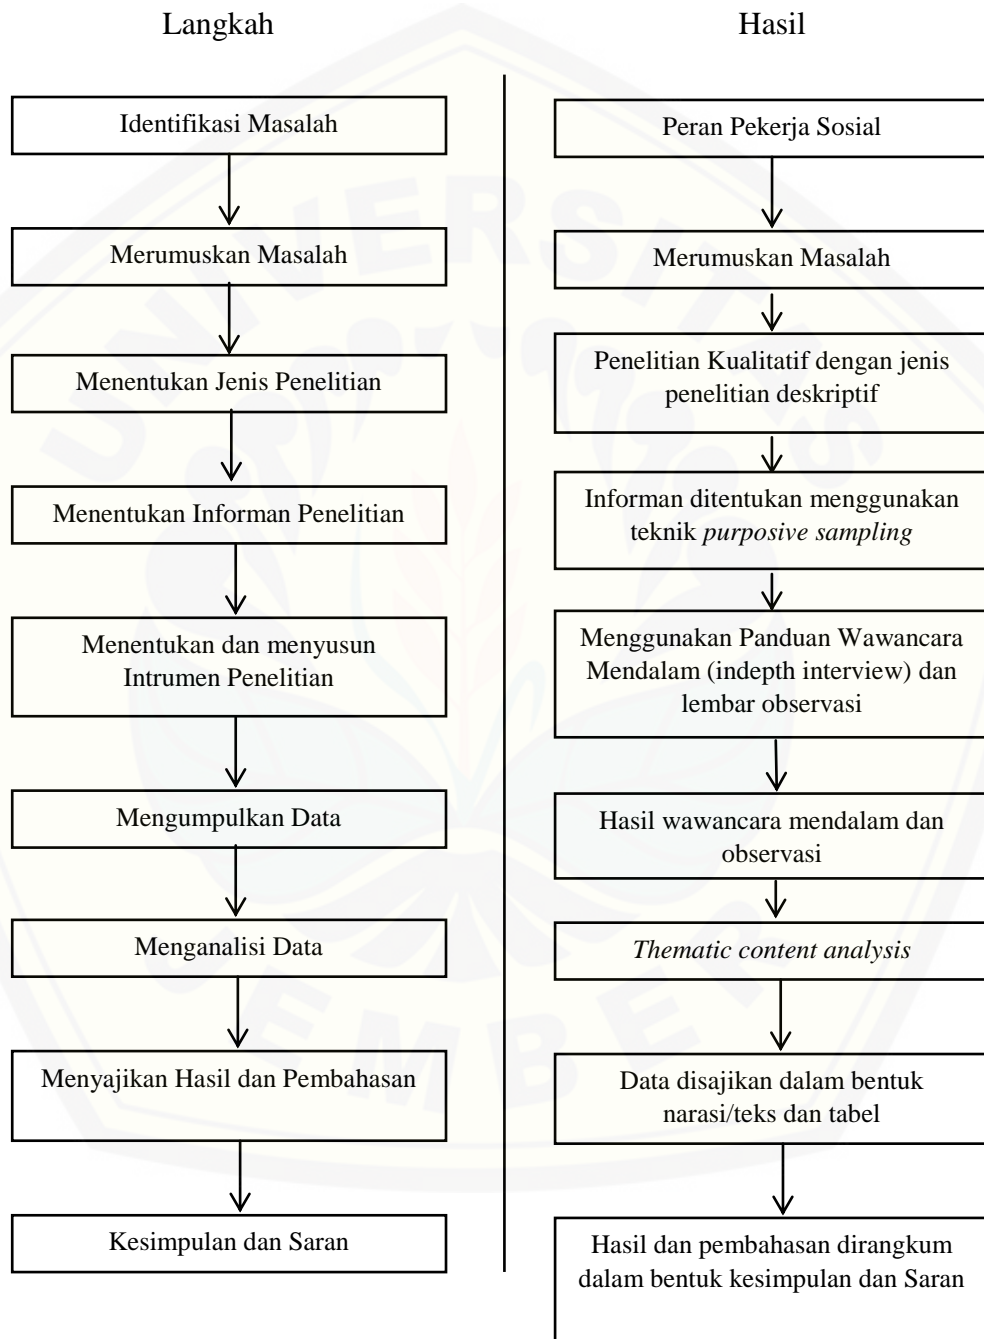 Langkah
Hasil
Identifikasi Masalah
Peran Pekerja Sosial
Merumuskan Masalah
Merumuskan Masalah
Menentukan Jenis Penelitian
Penelitian Kualitatif dengan jenis
penelitian deskriptif
Menentukan Informan Penelitian
Informan ditentukan menggunakan
teknik purposive sampling
Menentukan dan menyusun
Intrumen Penelitian
Menggunakan Panduan Wawancara
Mendalam (indepth interview) dan
lembar observasi
Mengumpulkan Data
Hasil wawancara mendalam dan
observasi
Menganalisi Data
Thematic content analysis
Menyajikan Hasil dan Pembahasan
Data disajikan dalam bentuk
narasi/teks dan tabel
Kesimpulan dan Saran
Hasil dan pembahasan dirangkum
dalam bentuk kesimpulan dan Saran
UNIVERSITAS
JEMBER